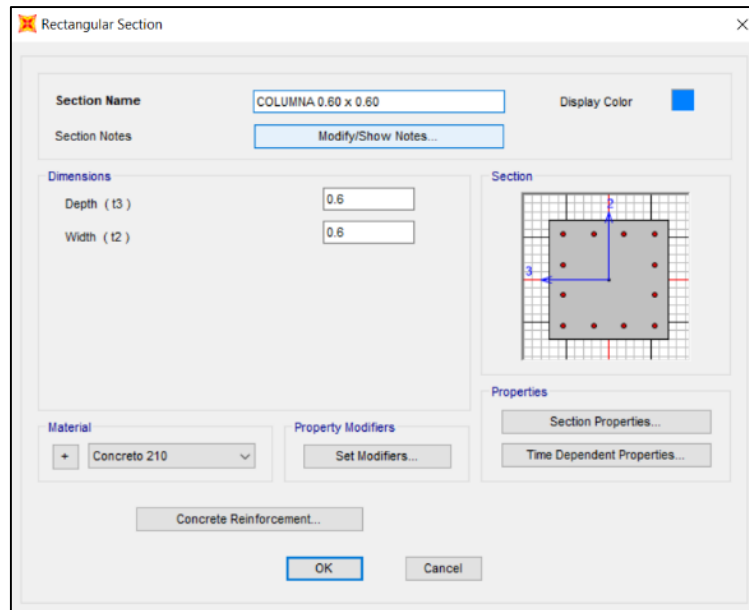 Rectangular Section
Section Name
COLUMNA 0.60 x 0.60
Display Color
Section Notes
Modify/Show Notes...
Dimensions
Depth ( t3 )
0.6
Width ( t2 )
0.6
Section
2
3
Properties
Section Properties...
Time Dependent Properties...
Material
+
Concreto 210
Property Modifiers
Set Modifiers...
Concrete Reinforcement...
OK
Cancel